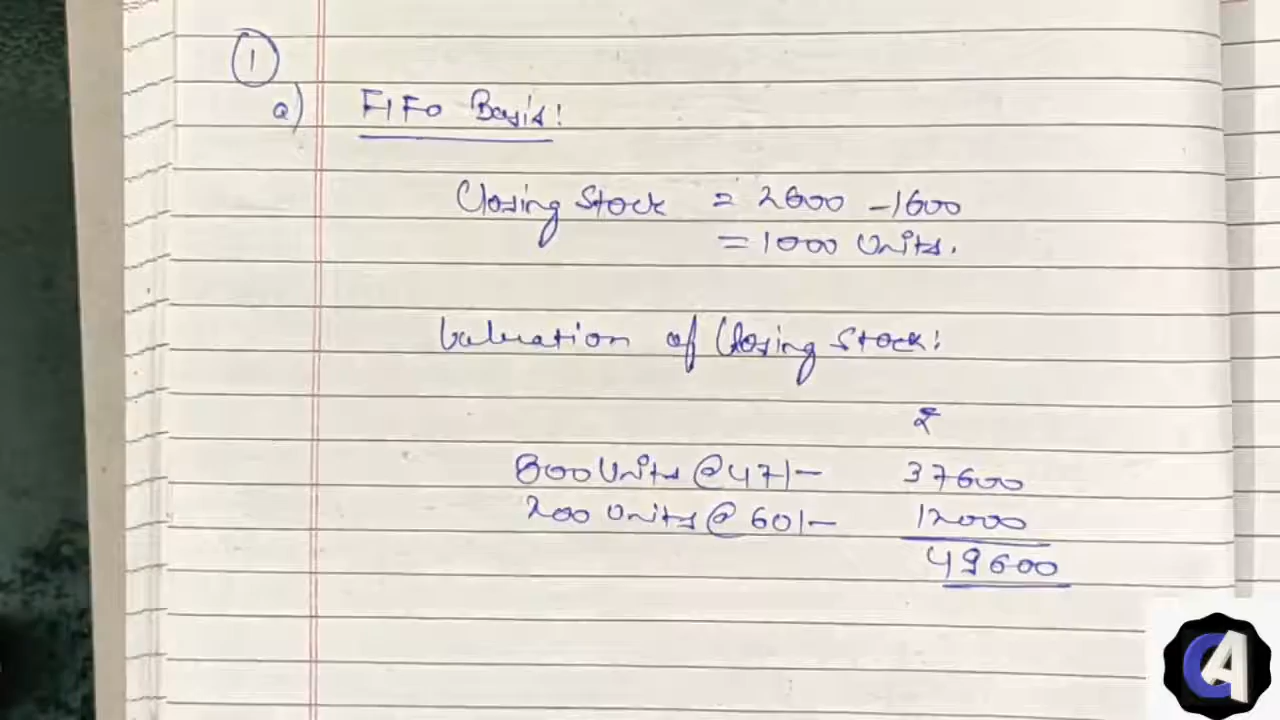 1
a) FIFO Basis:
Closing Stock = 2600 - 1600
= 1000 Units.
Valuation of Closing Stock:
₹
800 Units @ 47/- 37600
200 Units @ 60/- 12000
49600
CA